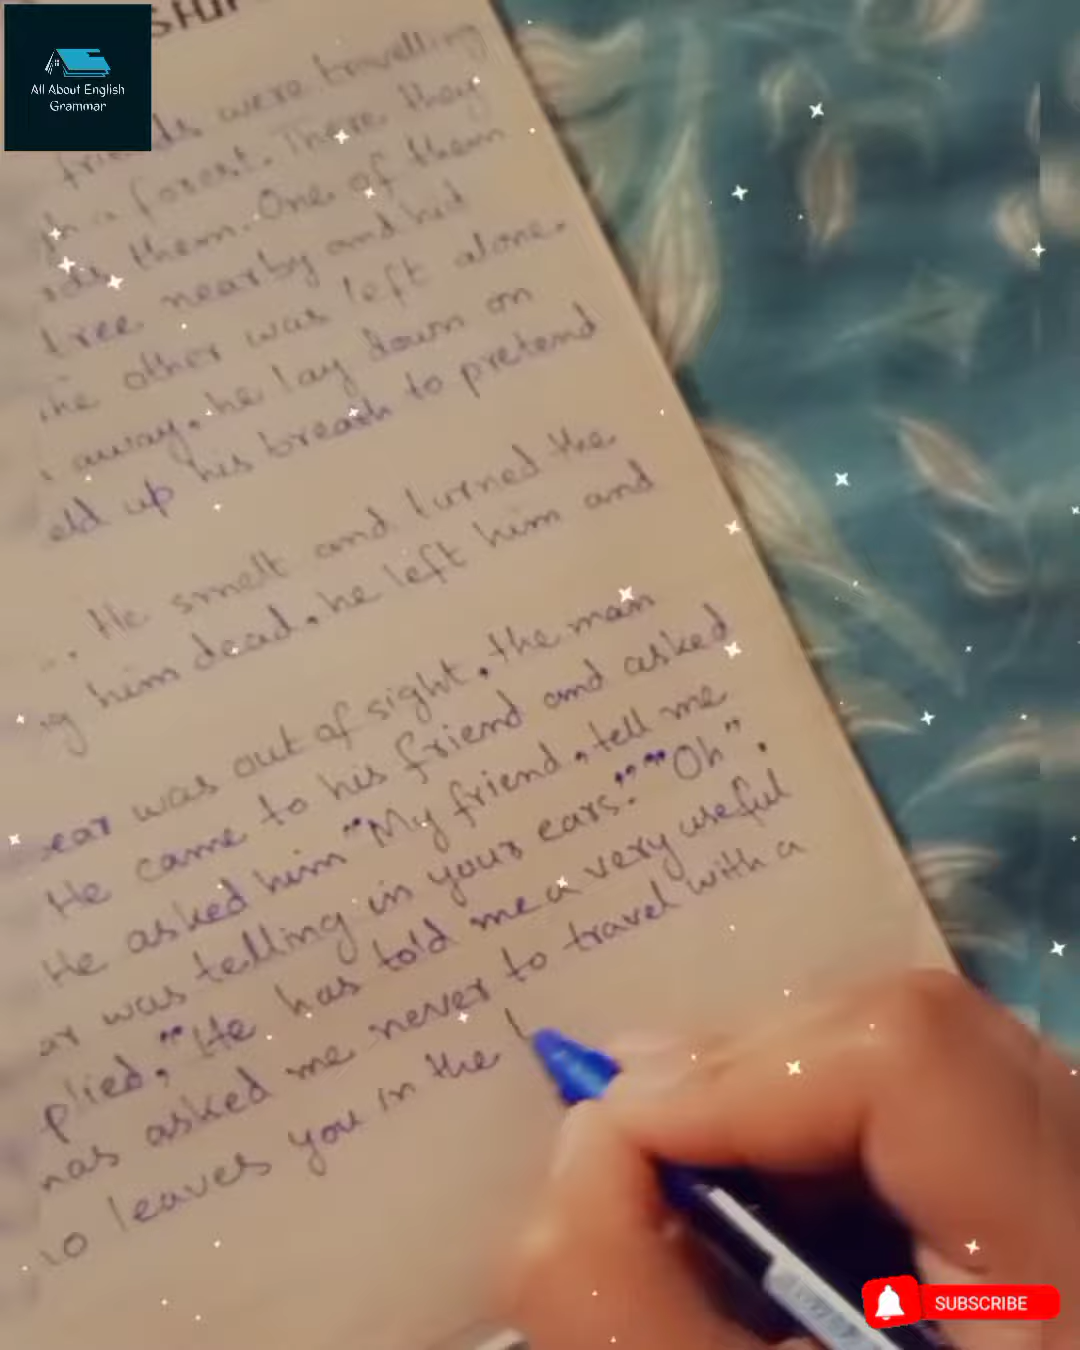 All About English
Grammar
friends were travelling
a forest. There they
them. One of them
tree nearby and hid
the other was left alone.
away, he lay down on
eld up his breath to pretend
He smelt and turned the
him dead, he left him and
ear was out of sight, the man
He came to his friend and asked
He asked him "My friend, tell me
ar was telling in your ears." "Oh".
plied, "He has told me a very useful
has asked me never to travel with a
o leaves you in the
SUBSCRIBE